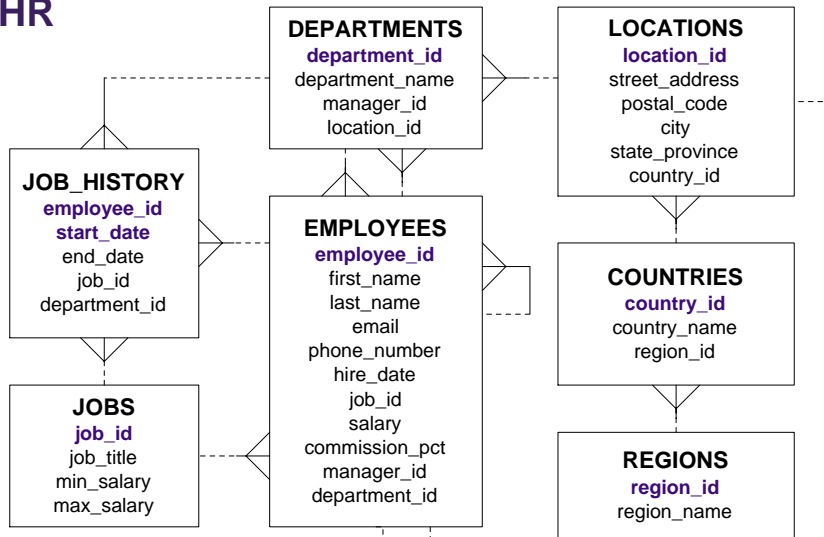 HR
DEPARTMENTS
department_id
department_name
manager_id
location_id
LOCATIONS
location_id
street_address
postal_code
city
state_province
country_id
JOB_HISTORY
employee_id
start_date
end_date
job_id
department_id
EMPLOYEES
employee_id
first_name
last_name
email
phone_number
hire_date
job_id
salary
commission_pct
manager_id
department_id
COUNTRIES
country_id
country_name
region_id
JOBS
job_id
job_title
min_salary
max_salary
REGIONS
region_id
region_name